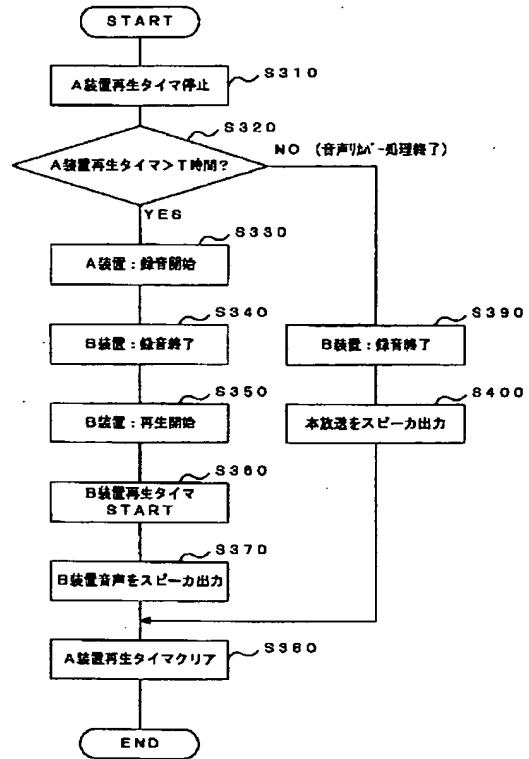 START
S310
A装置再生タイマ停止
S320
A装置再生タイマ>T時間?
NO (音声リカバー処理終了)
YES
S330
A装置:録音開始
S340
B装置:録音終了
S390
B装置:録音終了
S350
B装置:再生開始
S400
本放送をスピーカ出力
S360
B装置再生タイマ
START
S370
B装置音声をスピーカ出力
S380
A装置再生タイマクリア
END